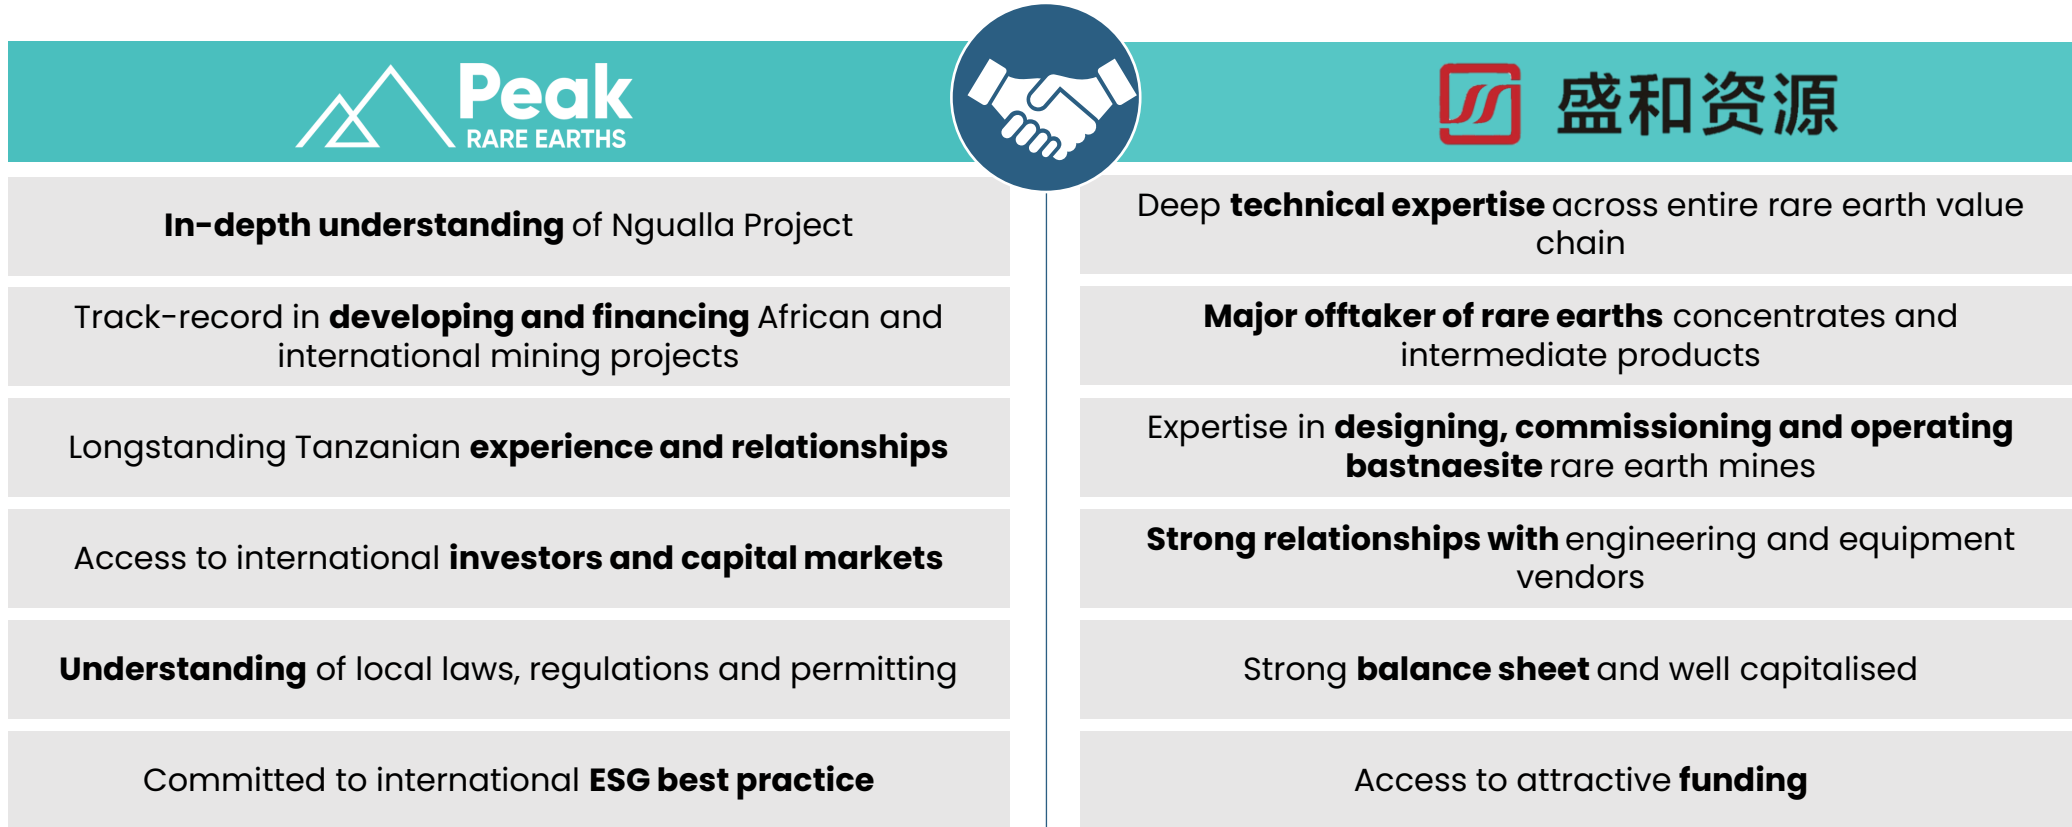 Peak
RARE EARTHS
盛和资源
In-depth understanding of Ngualla Project
Track-record in developing and financing African and
international mining projects
Longstanding Tanzanian experience and relationships
Access to international investors and capital markets
Understanding of local laws, regulations and permitting
Committed to international ESG best practice
Deep technical expertise across entire rare earth value
chain
Major offtaker of rare earths concentrates and
intermediate products
Expertise in designing, commissioning and operating
bastnaesite rare earth mines
Strong relationships with engineering and equipment
vendors
Strong balance sheet and well capitalised
Access to attractive funding